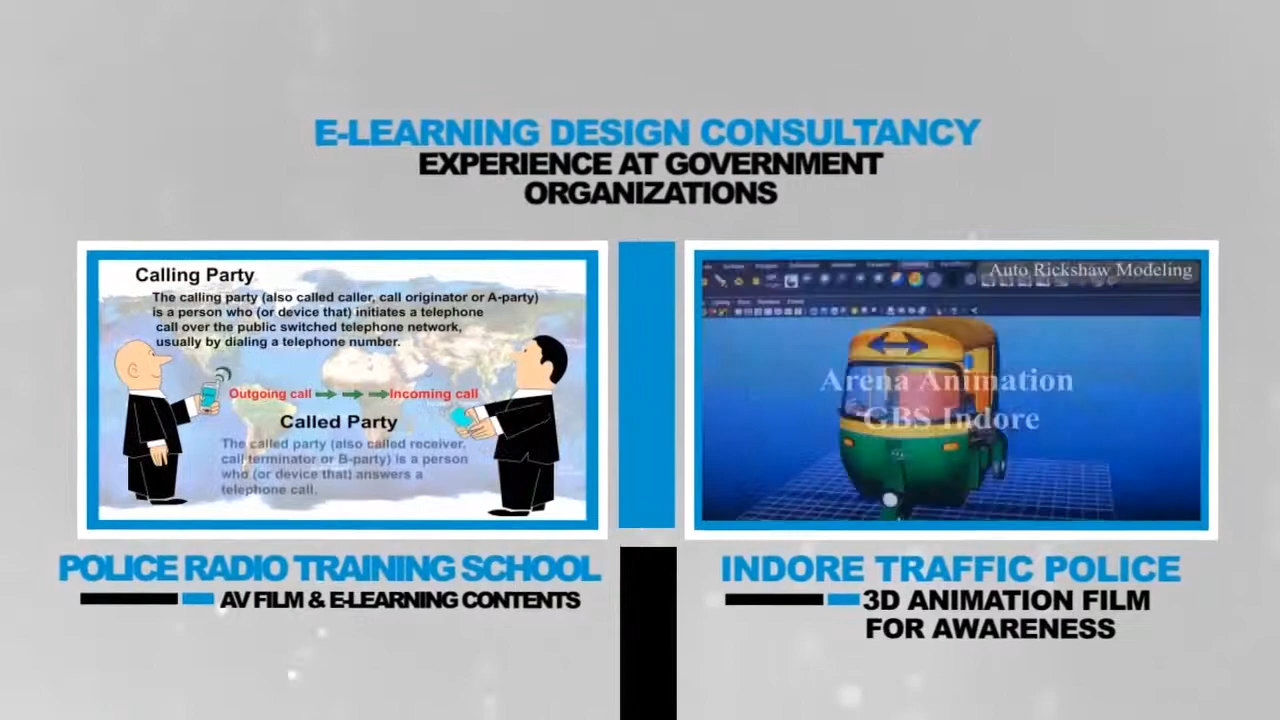 E-LEARNING DESIGN CONSULTANCY
EXPERIENCE AT GOVERNMENT
ORGANIZATIONS
Calling Party
The calling party (also called caller, call originator or A-party)
is a person who (or device that) initiates a telephone
call over the public switched telephone network,
usually by dialing a telephone number.
Outgoing call
Incoming call
Called Party
The called party (also called receiver,
call terminator or B-party) is a person
who (or device that) answers a
telephone call.
Auto Rickshaw Modeling
Arena Animation
GBS Indore
POLICE RADIO TRAINING SCHOOL
AV FILM & E-LEARNING CONTENTS
INDORE TRAFFIC POLICE
3D ANIMATION FILM
FOR AWARENESS